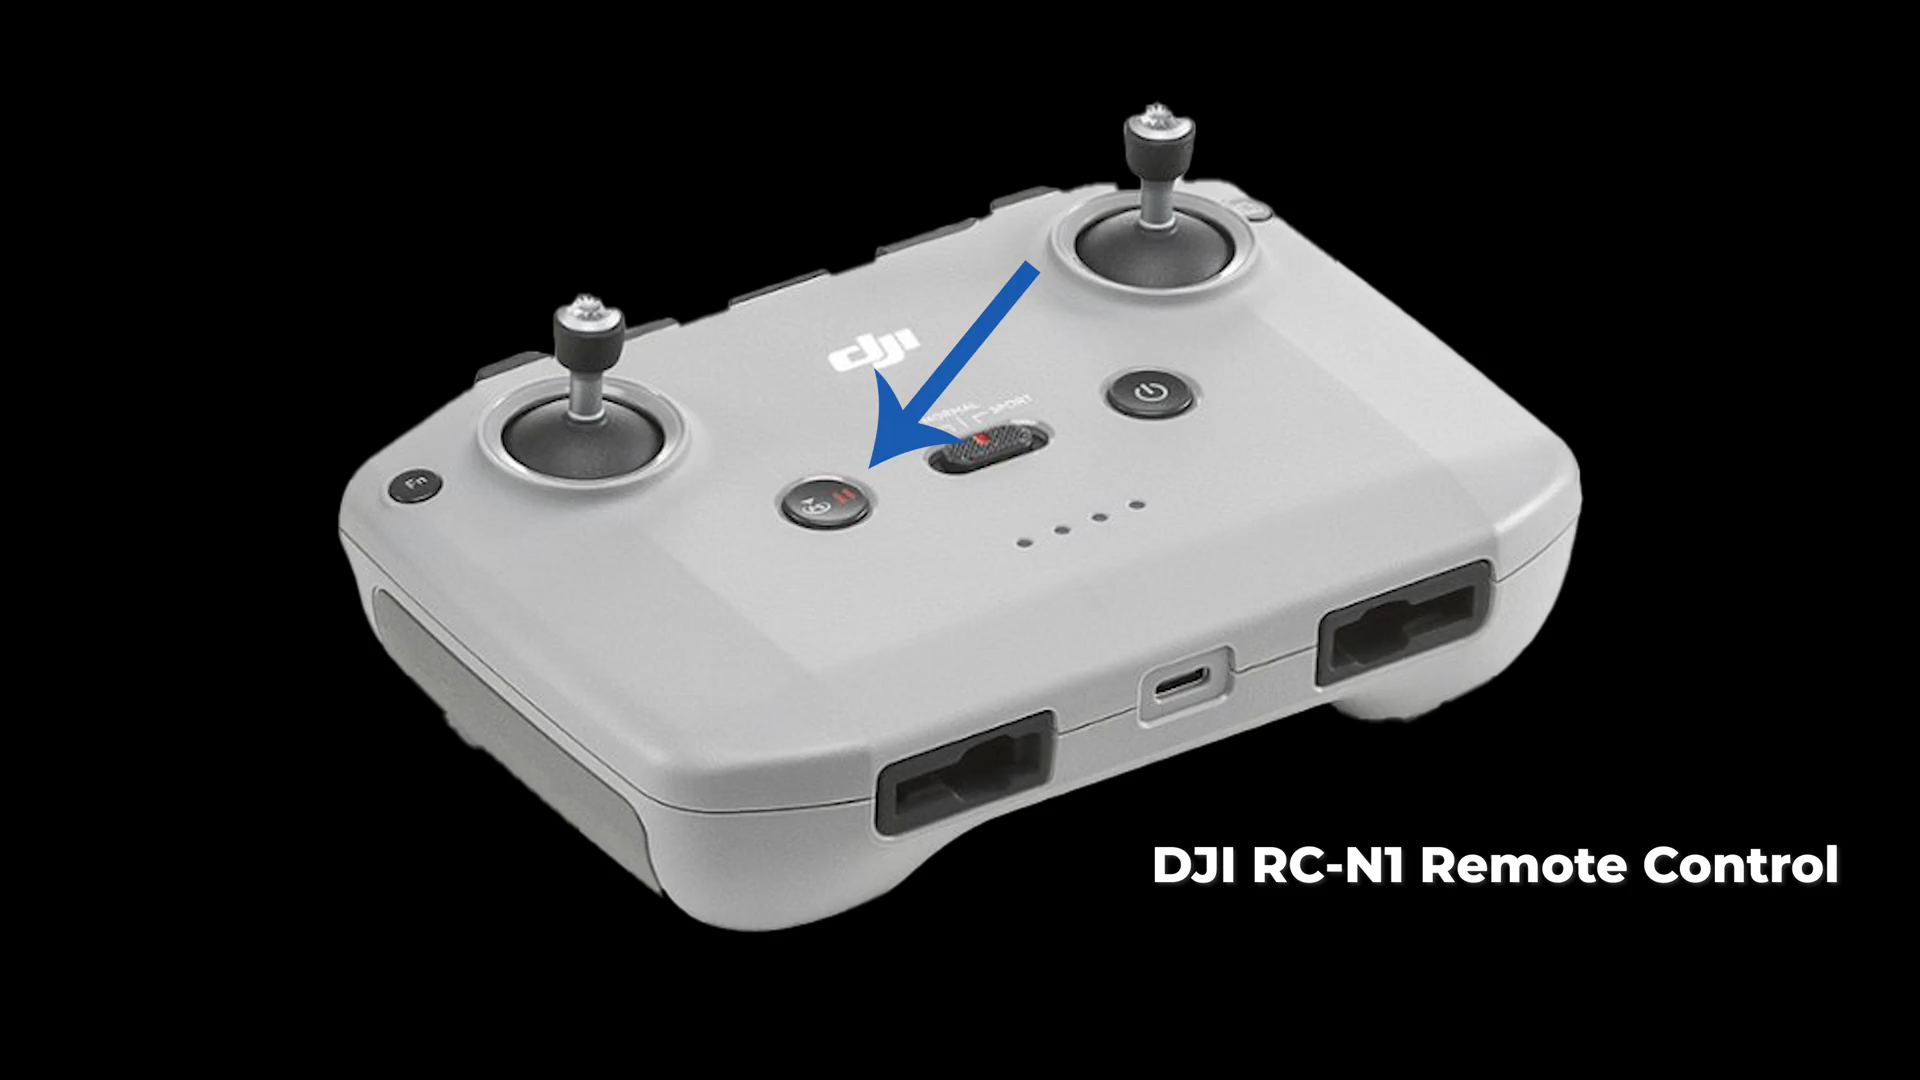 dji
NORMAL
SPORT
Fn
DJI RC-N1 Remote Control